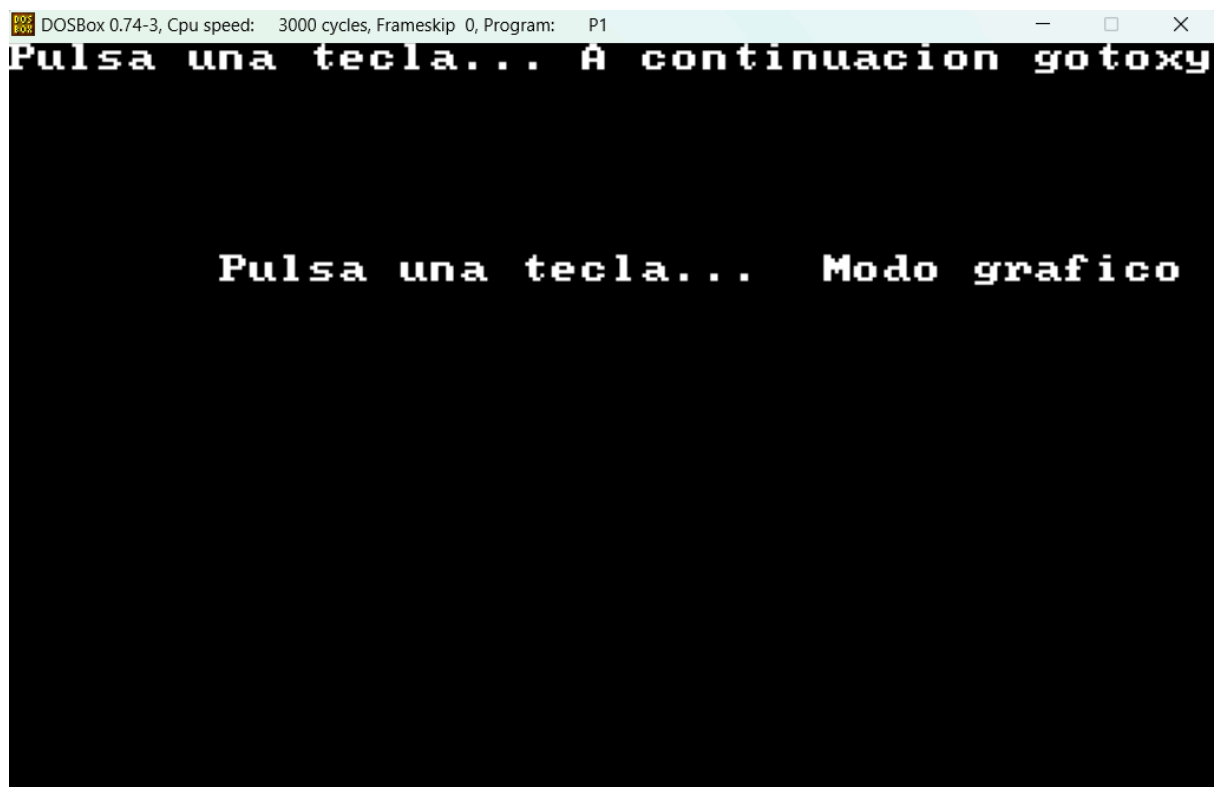 DOSBox 0.74-3, Cpu speed: 3000 cycles, Frameskip 0, Program: P1
Pulsa una tecla... A continuacion gotoxy
Pulsa una tecla... Modo grafico